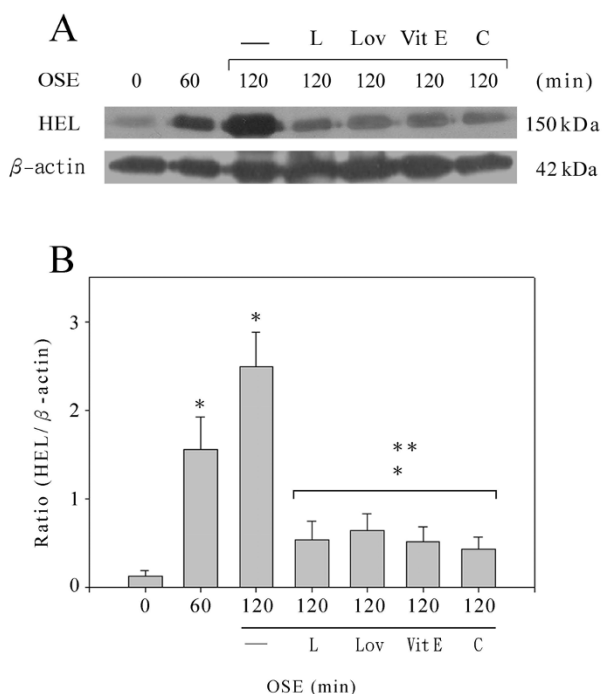 A
— L Lov Vit E C
OSE 0 60 120 120 120 120 120 (min)
HEL 150 kDa
β-actin 42 kDa
B
Ratio (HEL/β-actin)
3
2
1
0
*
*
**
*
0 60 120 120 120 120 120
— L Lov Vit E C
OSE (min)